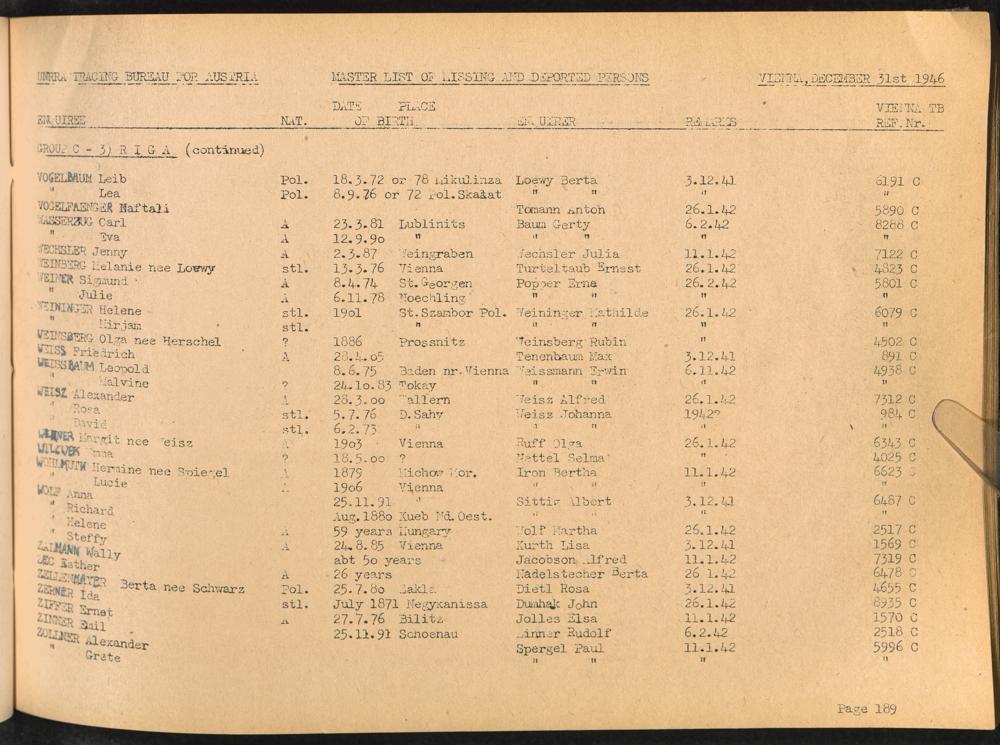 UNRRA TRACING BUREAU FOR AUSTRIA MASTER LIST OF MISSING AND DEPORTED PERSONS VIENNA, DECEMBER 31st 1946
DATE PLACE VIENNA TB
ENQUIREE NAT. OF BIRTH ENQUIRER REMARKS REF.Nr.
GROUP C - 3) R I G A (continued)
VOGELBAUM Leib Pol. 18.3.72 or 78 Mikulinza Loewy Berta 3.12.41 6191 C
" Lea Pol. 8.9.76 or 72 Pol.Skalat " " " "
VOGELFAENGER Naftali Tomann Anton 26.1.42 5890 C
WASSERZUG Carl A 23.3.81 Lublinits Baum Gerty 6.2.42 8288 C
" Eva A 12.9.90 " " " " "
WECHSLER Jenny A 2.3.87 Weingraben Wechsler Julia 11.1.42 7122 C
WEINBERG Melanie nee Loewy stl. 13.3.76 Vienna Turteltaub Ernest 26.1.42 4823 C
WEINER Sigmund A 8.4.74 St.Georgen Popper Erna 26.2.42 5801 C
" Julie A 6.11.78 Noechling " " " "
WEININGER Helene stl. 1901 St.Szambor Pol. Weininger Mathilde 26.1.42 6079 C
" Mirjam stl. " " " " "
WEINSBERG Olga nee Herschel ? 1886 Prossnitz Weinsberg Rubin 4502 C
WEISS Friedrich A 28.4.05 Tenenbaum Max 3.12.41 891 C
WEISSBAUM Leopold 8.6.75 Baden nr.Vienna Weissmann Erwin 6.11.42 4938 C
" Malvine ? 24.10.83 Tokay " " " "
WEISZ Alexander A 28.3.00 Wallern Weisz Alfred 26.1.42 7312 C
" Rosa stl. 5.7.76 D.Sahy Weisz Johanna 1942? 984 C
" David stl. 6.2.73 " " " " "
Margit nee Weisz A 1903 Vienna Ruff Olga 26.1.42 6343 C
WILCZEK Emma ? 18.5.00 ? Nettel Selma 4025 C
WOHLMUTH Hermine nee Spiegel A 1879 Michow Mor. Iron Bertha 11.1.42 6623 C
" Lucie A 1906 Vienna " " " "
WOLF Anna 25.11.91 " Sittig Albert 3.12.41 6487 C
" Richard Aug.1880 Kueb Nd.Oest. " " " "
" Helene A 59 years Hungary Wolf Martha 26.1.42 2517 C
" Steffy A 24.8.85 Vienna Kurth Lisa 3.12.41 1569 C
ZALMANN Wally abt 50 years Jacobson Alfred 11.1.42 7319 C
ZEC Esther A 26 years Nadelstecher Berta 26 1.42 6478 C
ZELLENMAYER Berta nee Schwarz Pol. 25.7.80 Makla Dietl Rosa 3.12.41 4655 C
ZERNER Ida stl. July 1871 Negykanissa Dumhak John 26.1.42 8935 C
ZIFFER Ernst A 27.7.76 Bilitz Jolles Elsa 11.1.42 1570 C
ZINNER Emil 25.11.91 Schoenau Zinner Rudolf 6.2.42 2518 C
ZOLLNER Alexander Spergel Paul 11.1.42 5996 C
" Grete " " " "
Page 189